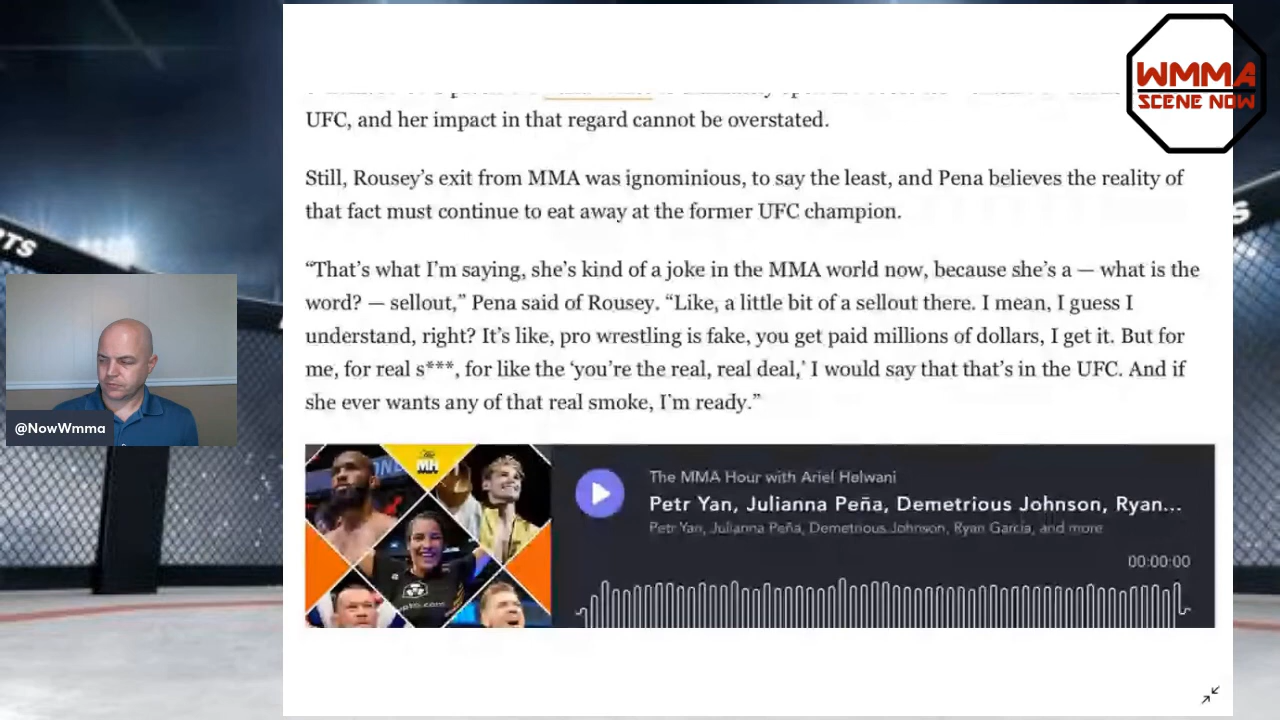 WMMA
SCENE NOW
UFC, and her impact in that regard cannot be overstated.
Still, Rousey’s exit from MMA was ignominious, to say the least, and Pena believes the reality of
that fact must continue to eat away at the former UFC champion.
“That’s what I’m saying, she’s kind of a joke in the MMA world now, because she’s a — what is the
word? — sellout,” Pena said of Rousey. “Like, a little bit of a sellout there. I mean, I guess I
understand, right? It’s like, pro wrestling is fake, you get paid millions of dollars, I get it. But for
me, for real s***, for like the ‘you’re the real, real deal,’ I would say that that’s in the UFC. And if
she ever wants any of that real smoke, I’m ready.”
@NowWmma
The
MH
The MMA Hour with Ariel Helwani
Petr Yan, Julianna Peña, Demetrious Johnson, Ryan...
Petr Yan, Julianna Peña, Demetrious Johnson, Ryan Garcia, and more
00:00:00